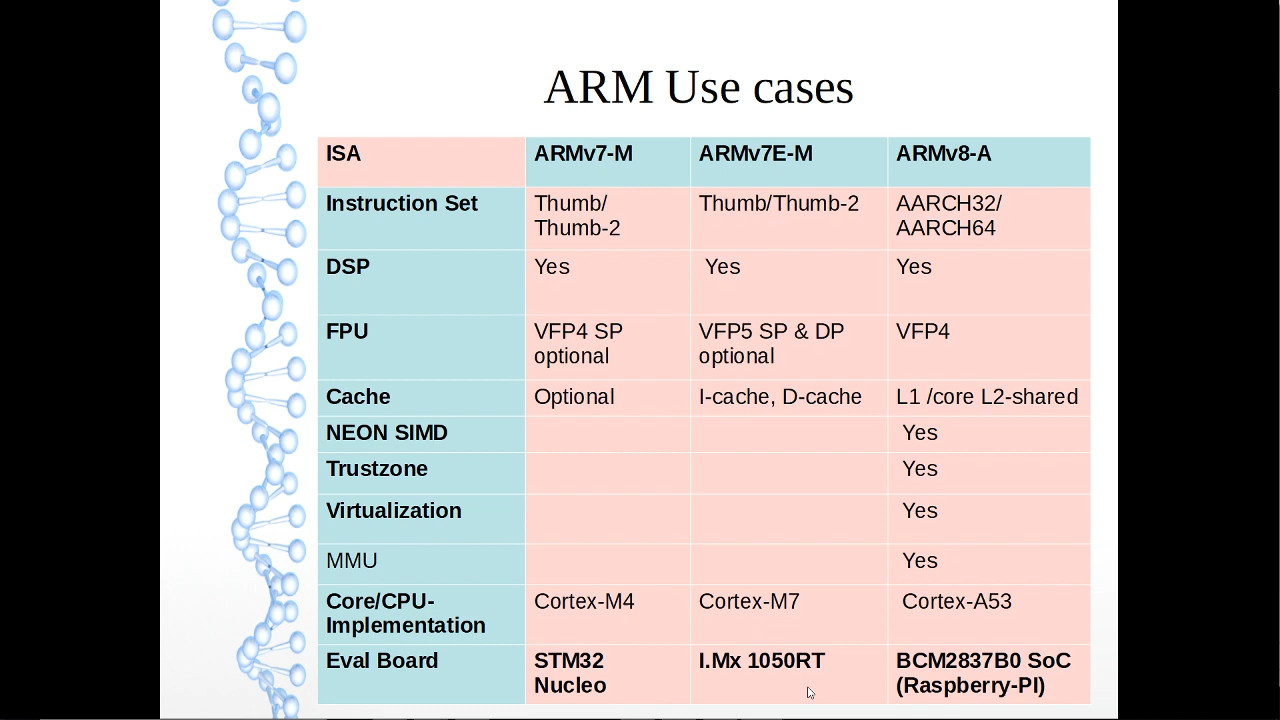 ARM Use cases
ISA ARMv7-M ARMv7E-M ARMv8-A
Instruction Set Thumb/ Thumb/Thumb-2 AARCH32/
Thumb-2 AARCH64
DSP Yes Yes Yes
FPU VFP4 SP VFP5 SP & DP VFP4
optional optional
Cache Optional I-cache, D-cache L1 /core L2-shared
NEON SIMD Yes
Trustzone Yes
Virtualization Yes
MMU Yes
Core/CPU- Cortex-M4 Cortex-M7 Cortex-A53
Implementation
Eval Board STM32 I.Mx 1050RT BCM2837B0 SoC
Nucleo (Raspberry-PI)